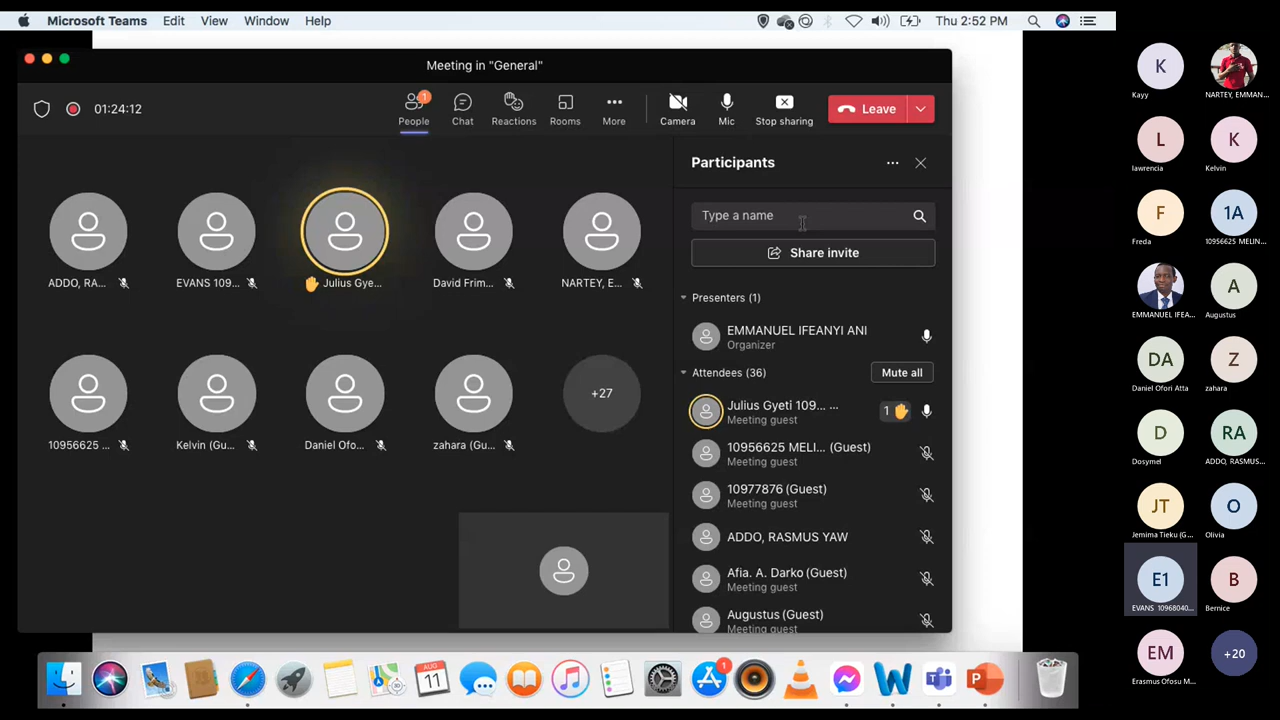 Microsoft Teams Edit View Window Help
Thu 2:52 PM
Meeting in "General"
01:24:12
1
People Chat Reactions Rooms More Camera Mic Stop sharing Leave
ADDO, RA...
EVANS 109...
Julius Gye...
David Frim...
NARTEY, E...
10956625 ...
Kelvin (Gu...
Daniel Ofo...
zahara (Gu...
+27
Participants
Type a name
Share invite
Presenters (1)
EMMANUEL IFEANYI ANI
Organizer
Attendees (36)
Mute all
Julius Gyeti 109... ...
1
Meeting guest
10956625 MELI... (Guest)
Meeting guest
10977876 (Guest)
Meeting guest
ADDO, RASMUS YAW
Afia. A. Darko (Guest)
Meeting guest
Augustus (Guest)
Meeting guest
K
Kayy
NARTEY, EMMAN...
L
lawrencia
K
Kelvin
F
Freda
1A
10956625 MELIN...
EMMANUEL IFEA...
A
Augustus
DA
Daniel Ofori Atta
Z
zahara
D
Dosymel
RA
ADDO, RASMUS...
JT
Jemima Tieku (G...
O
Olivia
E1
EVANS 10968040...
B
Bernice
EM
Erasmus Ofosu M...
+20
AUG
11
1
W
T
P